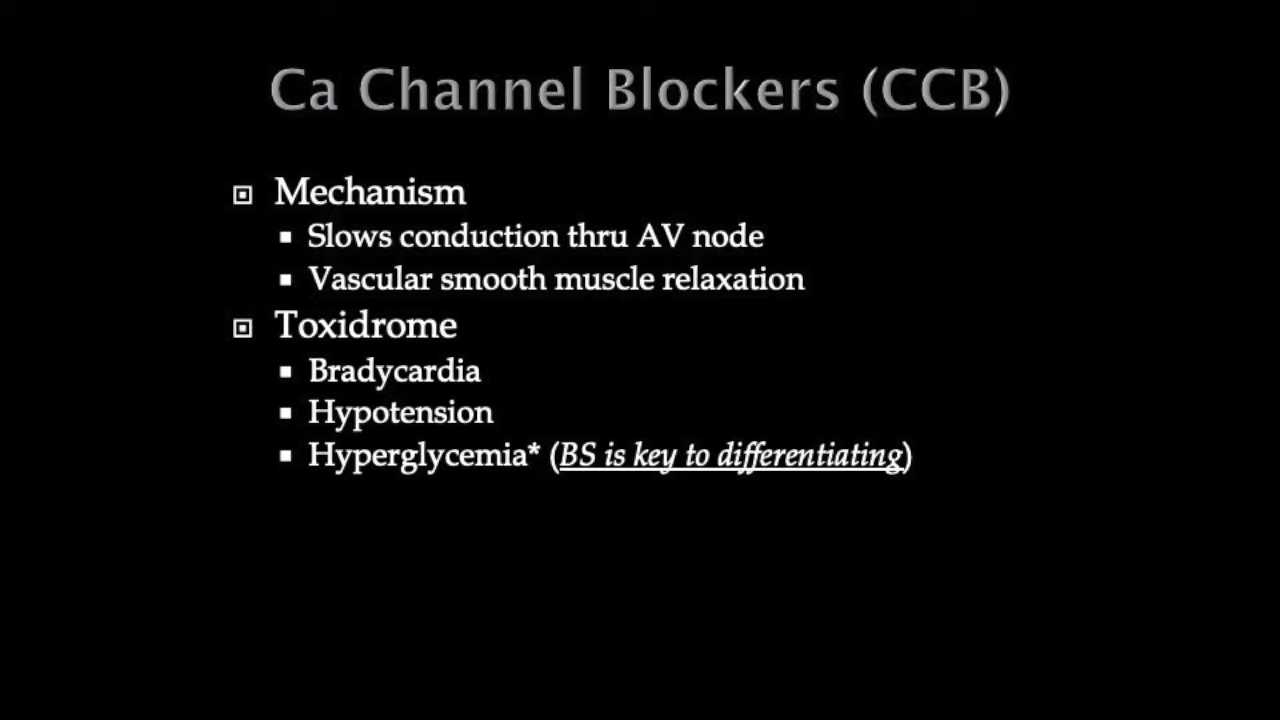 Ca Channel Blockers (CCB)
Mechanism
Slows conduction thru AV node
Vascular smooth muscle relaxation
Toxidrome
Bradycardia
Hypotension
Hyperglycemia* (BS is key to differentiating)